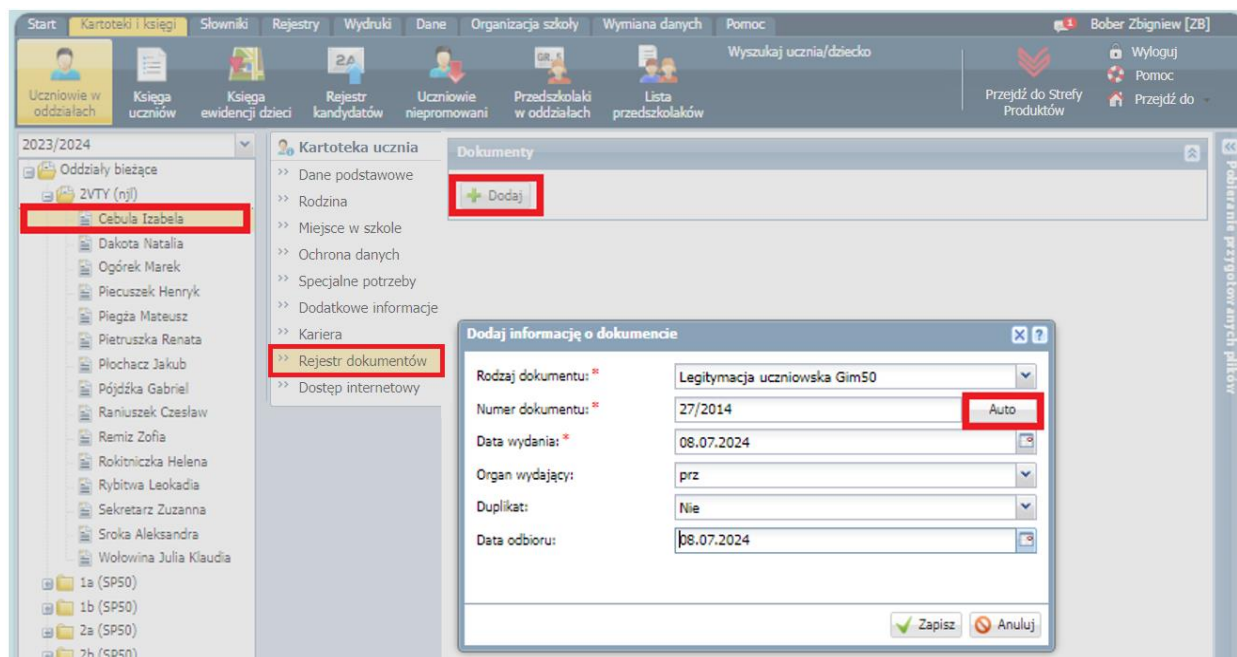 Start Kartoteki i księgi Słowniki Rejestry Wydruki Dane Organizacja szkoły Wymiana danych Pomoc 1 Bober Zbigniew [ZB]
Uczniowie w oddziałach
Księga uczniów
Księga ewidencji dzieci
Rejestr kandydatów
Uczniowie niepromowani
Przedszkolaki w oddziałach
Lista przedszkolaków
Wyszukaj ucznia/dziecko
Przejdź do Strefy Produktów
Wyloguj
Pomoc
Przejdź do
2023/2024
Oddziały bieżące
2VTY (njl)
Cebula Izabela
Dakota Natalia
Ogórek Marek
Piecuszek Henryk
Piegża Mateusz
Pietruszka Renata
Płochacz Jakub
Pójdźka Gabriel
Raniuszek Czesław
Remiz Zofia
Rokitniczka Helena
Rybitwa Leokadia
Sekretarz Zuzanna
Sroka Aleksandra
Wołowina Julia Klaudia
1a (SP50)
1b (SP50)
2a (SP50)
2b (SP50)
Kartoteka ucznia
Dane podstawowe
Rodzina
Miejsce w szkole
Ochrona danych
Specjalne potrzeby
Dodatkowe informacje
Kariera
Rejestr dokumentów
Dostęp internetowy
Dokumenty
Dodaj
Dodaj informację o dokumencie
Rodzaj dokumentu: * Legitymacja uczniowska Gim50
Numer dokumentu: * 27/2014 Auto
Data wydania: * 08.07.2024
Organ wydający: prz
Duplikat: Nie
Data odbioru: 08.07.2024
Zapisz Anuluj
Pobieranie przygotowanych plików